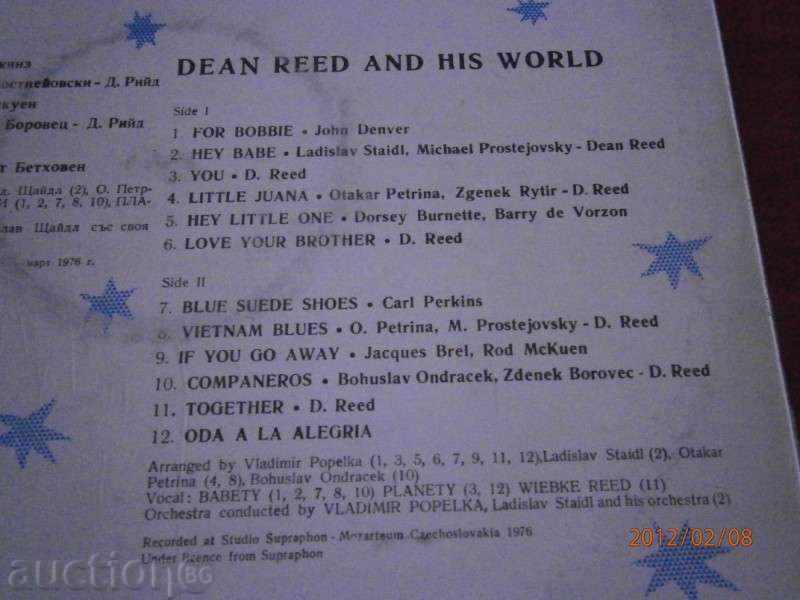 DEAN REED AND HIS WORLD
кинз
остиейовски - Д. Рийд
куен
Боровец - Д. Рийд
т Бетховен
д. Щайдл (2), О. Петр-
И (1, 2, 7, 8, 10), ПЛА-
лав Щайдл със своя
март 1976 г.
Side I
1 FOR BOBBIE • John Denver
2. HEY BABE • Ladislav Staidl, Michael Prostejovsky - Dean Reed
3. YOU • D. Reed
4. LITTLE JUANA • Otakar Petrina, Zgenek Rytir - D. Reed
5. HEY LITTLE ONE • Dorsey Burnette, Barry de Vorzon
6. LOVE YOUR BROTHER • D. Reed
Side II
7. BLUE SUEDE SHOES • Carl Perkins
8. VIETNAM BLUES • O. Petrina, M. Prostejovsky - D. Reed
9. IF YOU GO AWAY • Jacques Brel, Rod McKuen
10. COMPANEROS • Bohuslav Ondracek, Zdenek Borovec - D. Reed
11. TOGETHER • D. Reed
12. ODA A LA ALEGRIA
Arranged by Vladimir Popelka (1, 3, 5, 6, 7, 9, 11, 12), Ladislav Staidl (2), Otakar
Petrina (4, 8), Bohuslav Ondracek (10)
Vocal: BABETY (1, 2, 7, 8, 10) PLANETY (3, 12) WIEBKE REED (11)
Orchestra conducted by VLADIMIR POPELKA, Ladislav Staidl and his orchestra (2)
Recorded at Studio Supraphon - Mozarteum Czechoslovakia 1976
Under licence from Supraphon
2012/02/08
auction BG